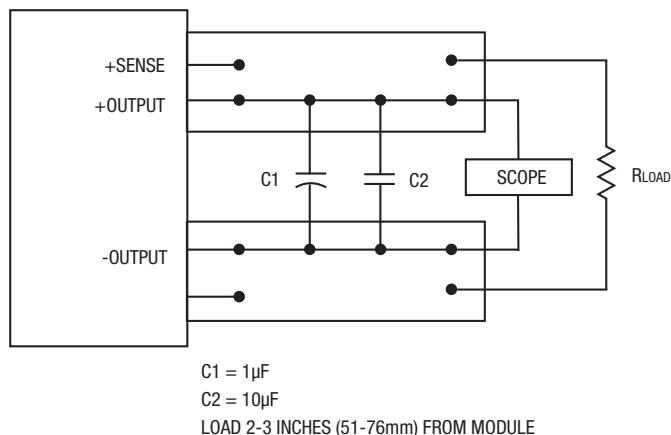 +SENSE
+OUTPUT
C1
C2
SCOPE
RLOAD
-OUTPUT
C1 = 1µF
C2 = 10µF
LOAD 2-3 INCHES (51-76mm) FROM MODULE